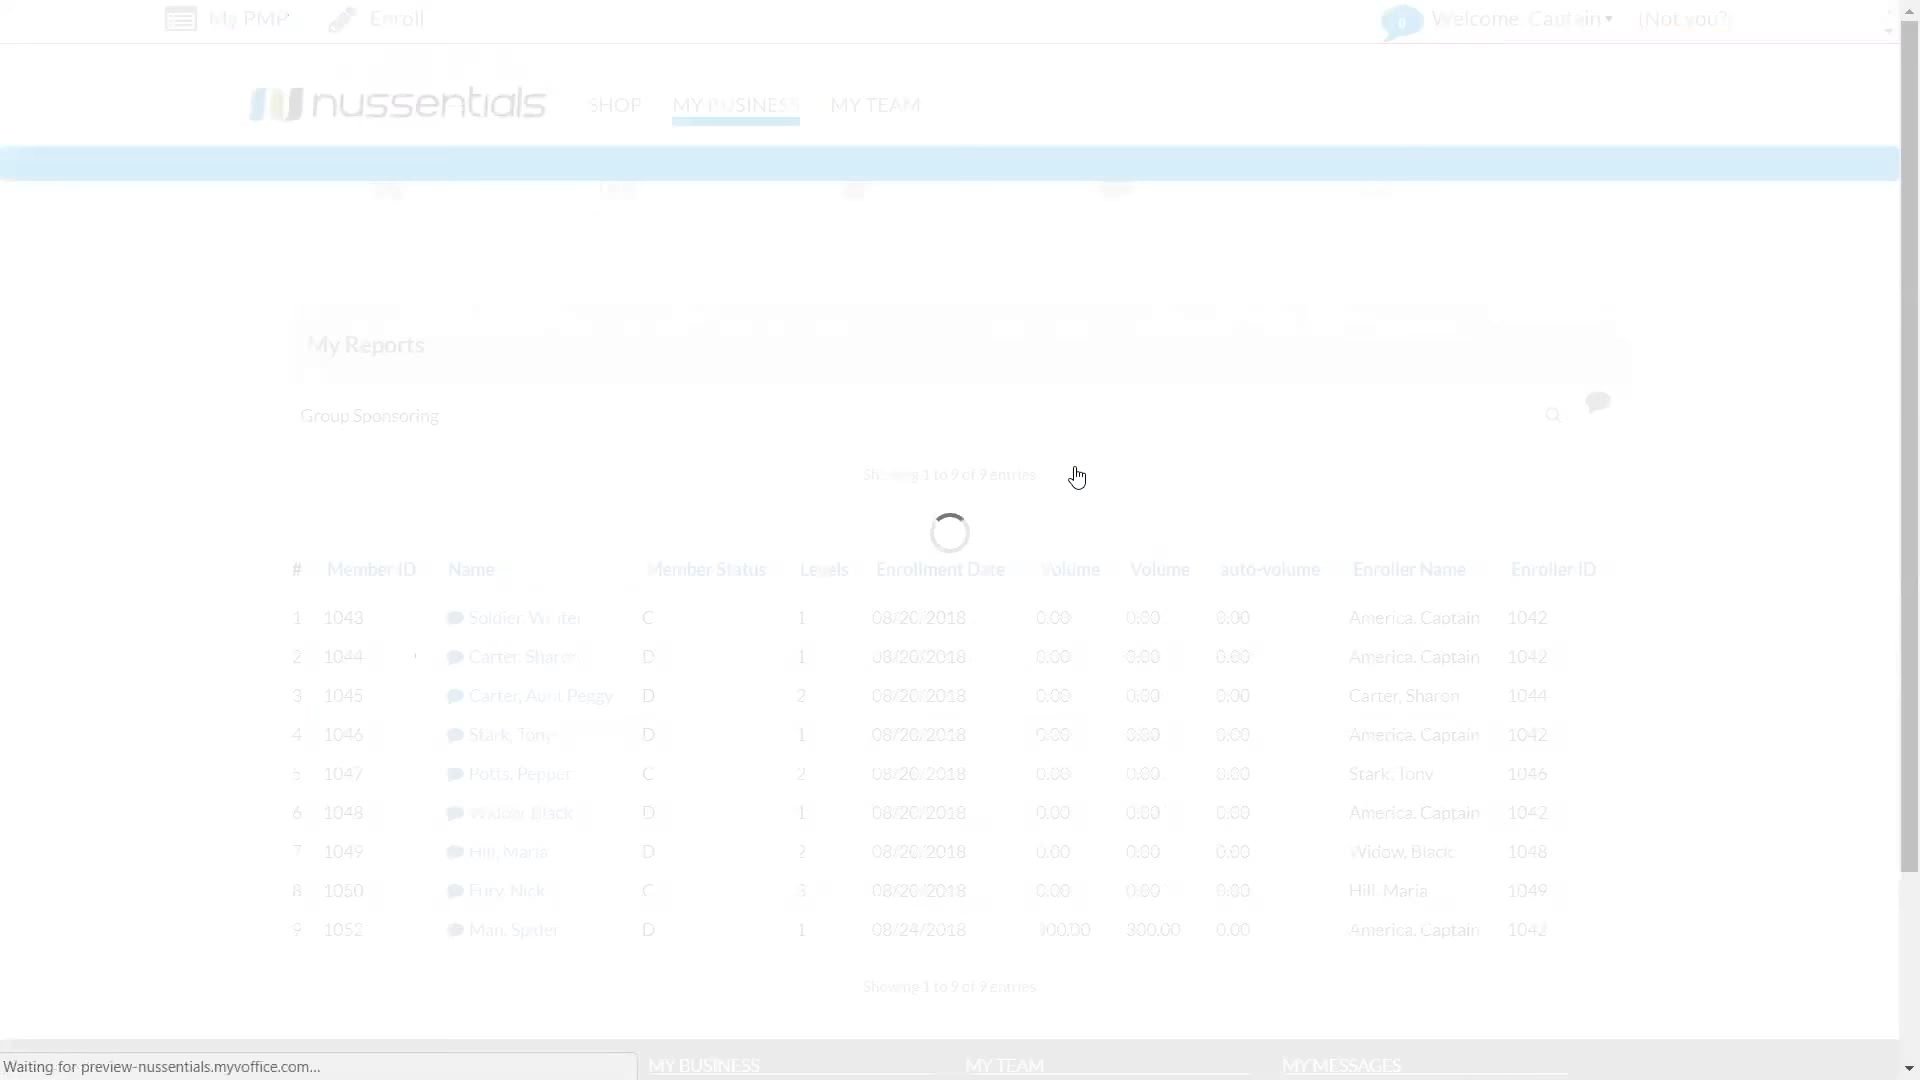 My PMP
Enroll
0
Welcome, Captain
(Not you?)
nussentials
SHOP
MY BUSINESS
MY TEAM
My Reports
Group Sponsoring
Showing 1 to 9 of 9 entries
# Member ID Name Member Status Levels Enrollment Date Volume Volume auto-volume Enroller Name Enroller ID
1 1043 Soldier, Winter C 1 08/20/2018 0.00 0.00 0.00 America, Captain 1042
2 1044 Carter, Sharon D 1 08/20/2018 0.00 0.00 0.00 America, Captain 1042
3 1045 Carter, Aunt Peggy D 2 08/20/2018 0.00 0.00 0.00 Carter, Sharon 1044
4 1046 Stark, Tony D 1 08/20/2018 0.00 0.00 0.00 America, Captain 1042
5 1047 Potts, Pepper C 2 08/20/2018 0.00 0.00 0.00 Stark, Tony 1046
6 1048 Widow, Black D 1 08/20/2018 0.00 0.00 0.00 America, Captain 1042
7 1049 Hill, Maria D 2 08/20/2018 0.00 0.00 0.00 Widow, Black 1048
8 1050 Fury, Nick C 3 08/20/2018 0.00 0.00 0.00 Hill, Maria 1049
9 1052 Man, Spider D 1 08/24/2018 300.00 0.00 America, Captain 1042
Showing 1 to 9 of 9 entries
MY BUSINESS
MY TEAM
MY MESSAGES
Waiting for preview-nussentials.myvoffice.com...